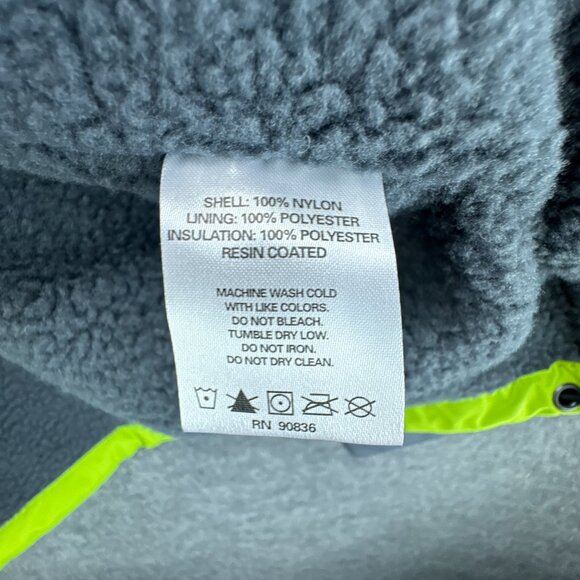 SHELL: 100% NYLON
LINING: 100% POLYESTER
INSULATION: 100% POLYESTER
RESIN COATED
MACHINE WASH COLD
WITH LIKE COLORS.
DO NOT BLEACH.
TUMBLE DRY LOW.
DO NOT IRON.
DO NOT DRY CLEAN.
RN 90836